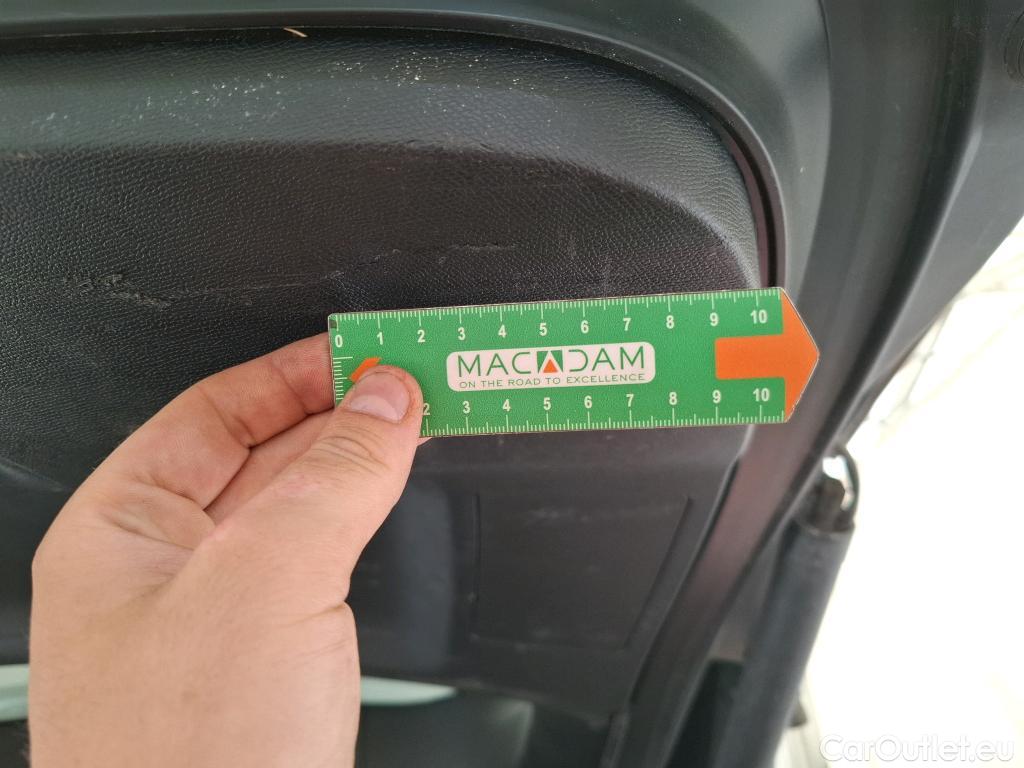 0 1 2 3 4 5 6 7 8 9 10
MACADAM
ON THE ROAD TO EXCELLENCE
2 3 4 5 6 7 8 9 10
CarOutlet.eu